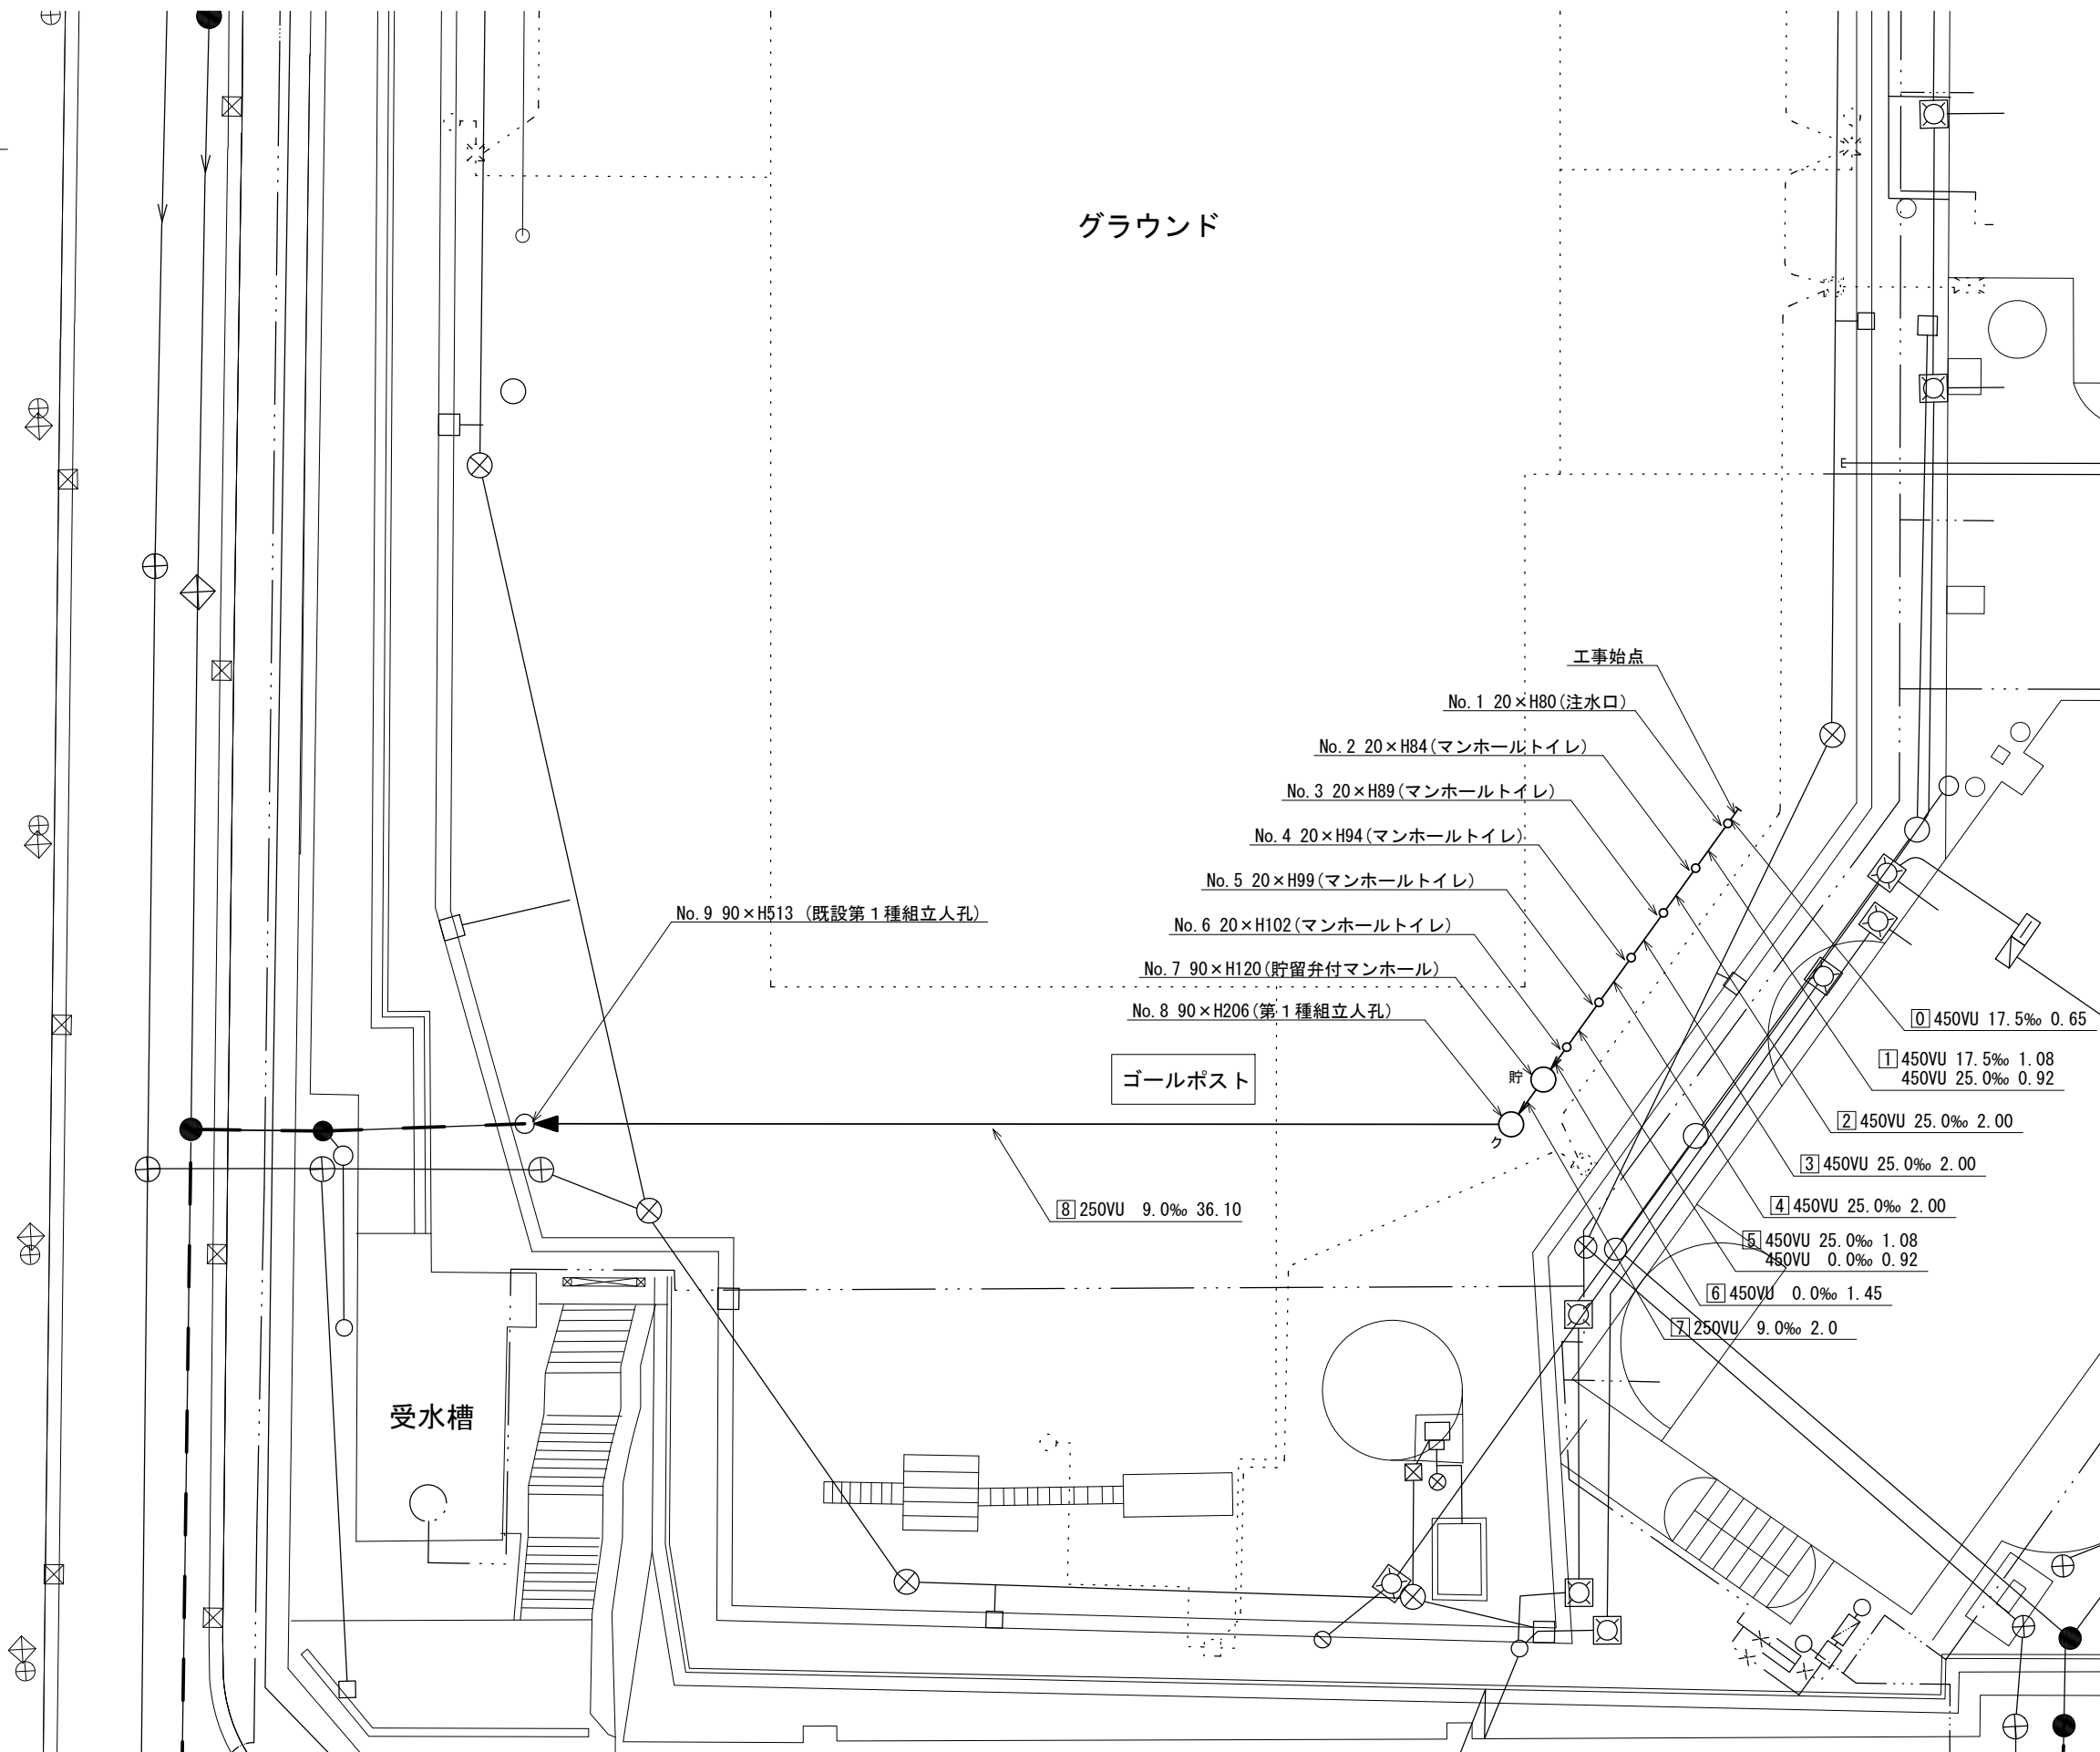 グラウンド
工事始点
No.1 20×H80(注水口)
No.2 20×H84(マンホールトイレ)
No.3 20×H89(マンホールトイレ)
No.4 20×H94(マンホールトイレ)
No.5 20×H99(マンホールトイレ)
No.9 90×H513 (既設第1種組立人孔)
No.6 20×H102(マンホールトイレ)
No.7 90×H120(貯留弁付マンホール)
No.8 90×H206(第1種組立人孔)
0 450VU 17.5‰ 0.65
1 450VU 17.5‰ 1.08
450VU 25.0‰ 0.92
ゴールポスト
貯
ク
2 450VU 25.0‰ 2.00
3 450VU 25.0‰ 2.00
4 450VU 25.0‰ 2.00
8 250VU 9.0‰ 36.10
5 450VU 25.0‰ 1.08
450VU 0.0‰ 0.92
6 450VU 0.0‰ 1.45
7 250VU 9.0‰ 2.0
受水槽